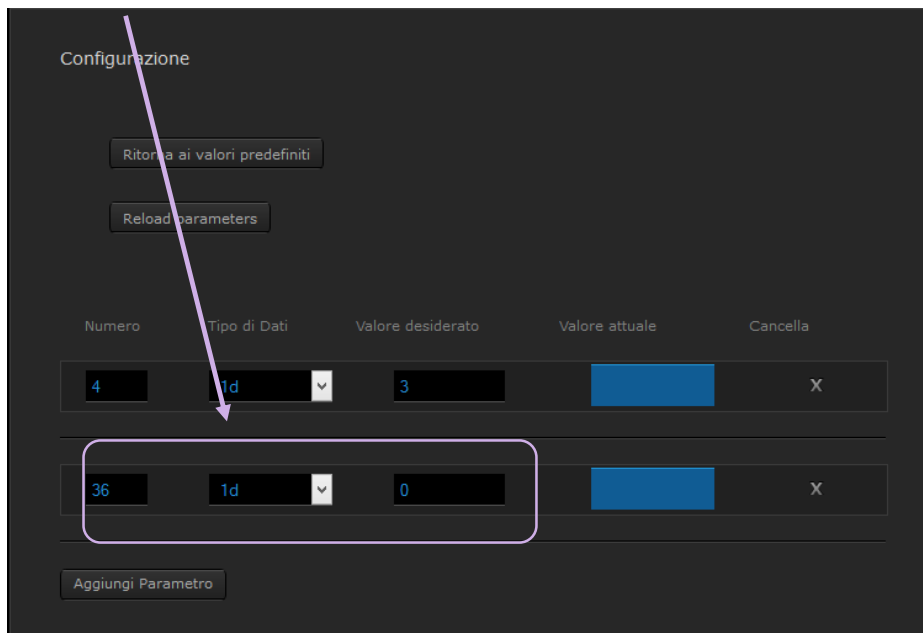 Configurazione
Ritorna ai valori predefiniti
Reload parameters
Numero Tipo di Dati Valore desiderato Valore attuale Cancella
4 1d 3 X
36 1d 0 X
Aggiungi Parametro